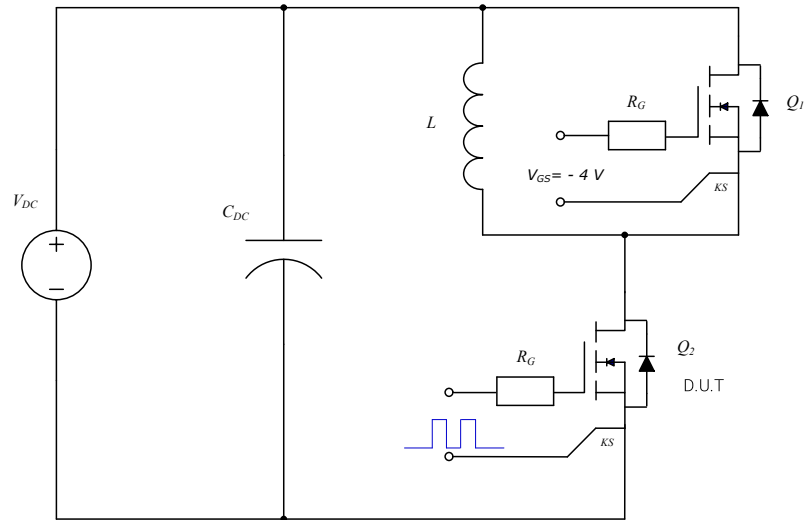 R_G
Q_1
L
V_GS= - 4 V
KS
V_DC
C_DC
R_G
Q_2
D.U.T
KS